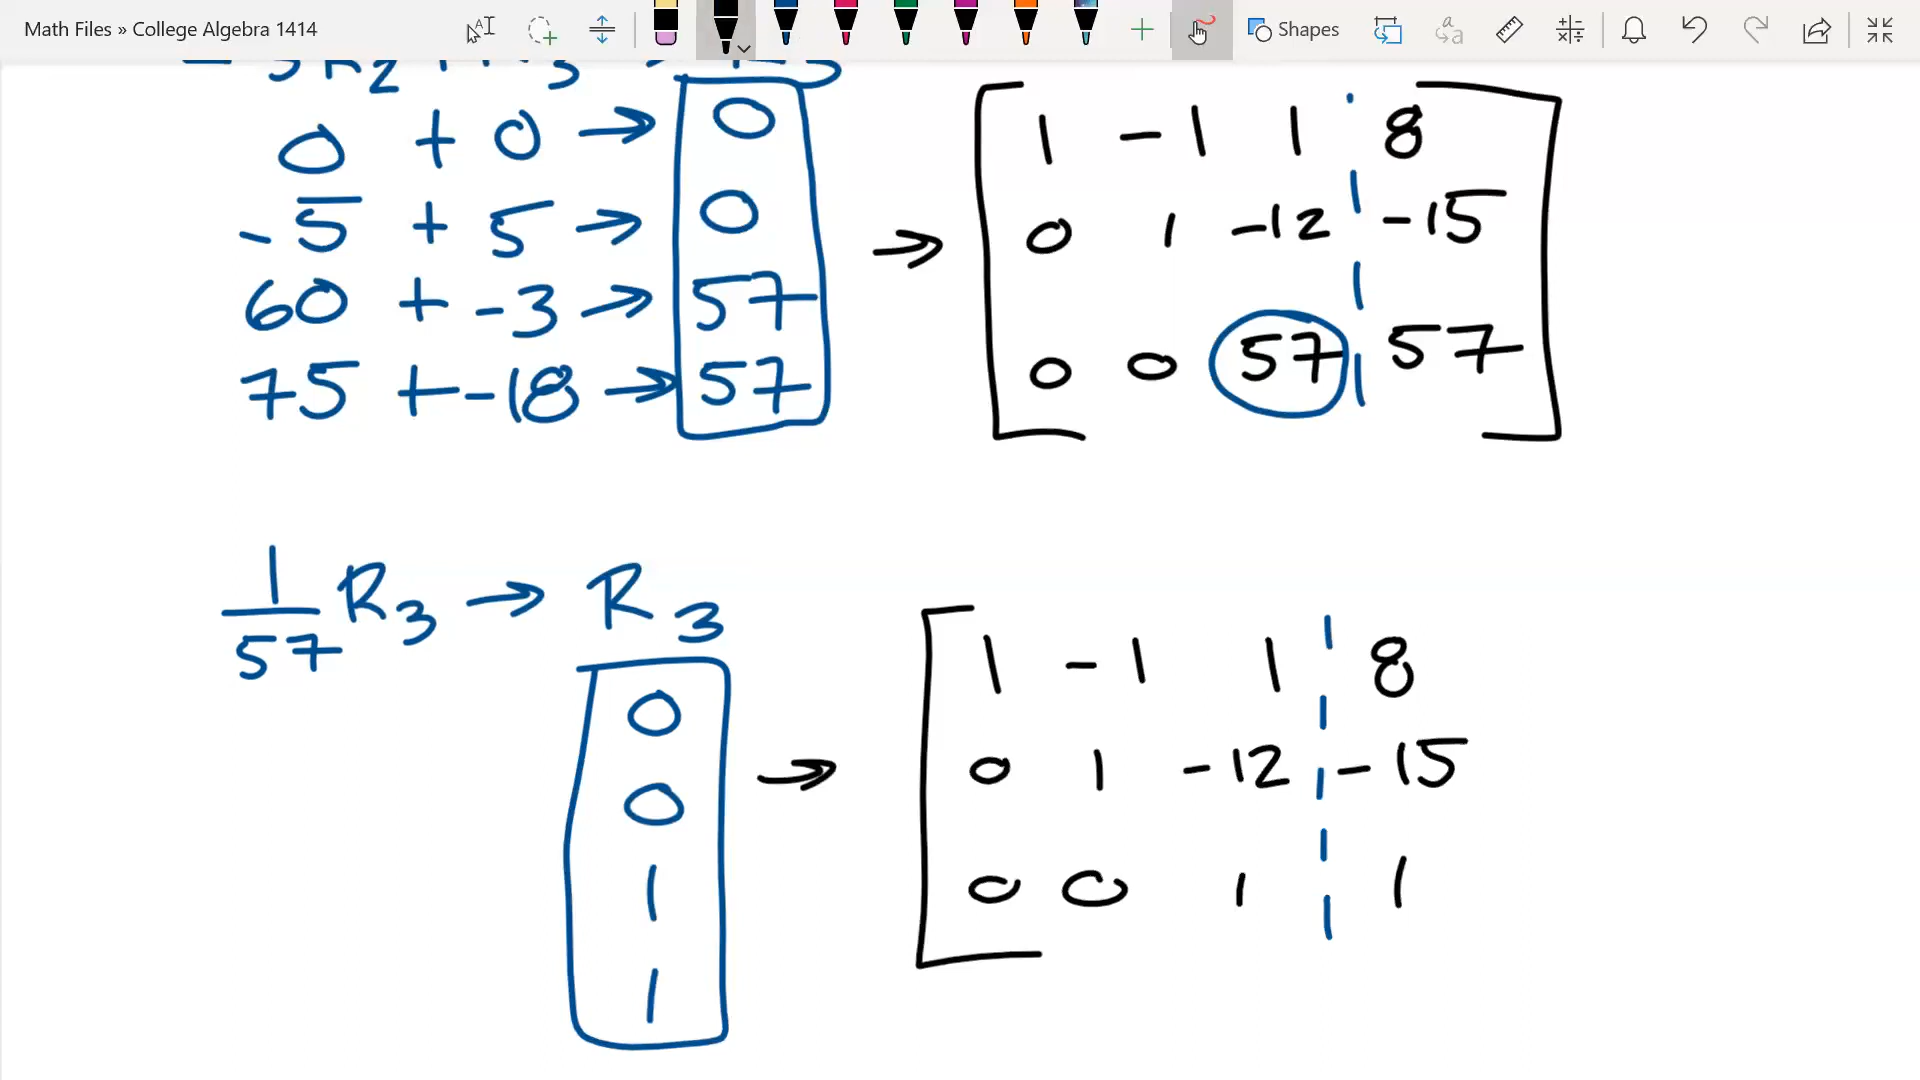 Math Files » College Algebra 1414
Shapes
0 + 0 → 0
-5 + 5 → 0
60 + -3 → 57
75 + -18 → 57
→
1 -1 1 8
0 1 -12 -15
0 0 57 57
1/57 R3 → R3
0
0
1
1
→
1 -1 1 8
0 1 -12 -15
0 0 1 1